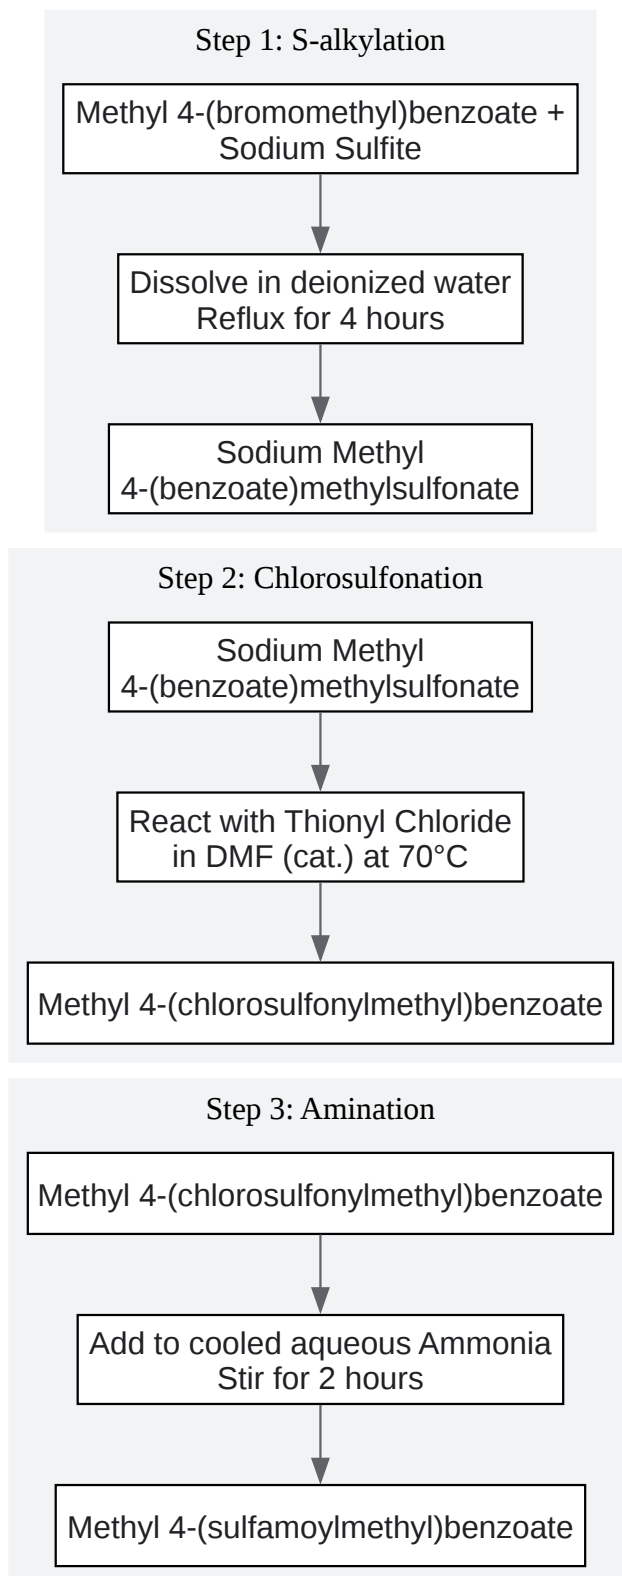 Step 1: S-alkylation
Methyl 4-(bromomethyl)benzoate +
Sodium Sulfite
Dissolve in deionized water
Reflux for 4 hours
Sodium Methyl
4-(benzoate)methylsulfonate
Step 2: Chlorosulfonation
Sodium Methyl
4-(benzoate)methylsulfonate
React with Thionyl Chloride
in DMF (cat.) at 70°C
Methyl 4-(chlorosulfonylmethyl)benzoate
Step 3: Amination
Methyl 4-(chlorosulfonylmethyl)benzoate
Add to cooled aqueous Ammonia
Stir for 2 hours
Methyl 4-(sulfamoylmethyl)benzoate